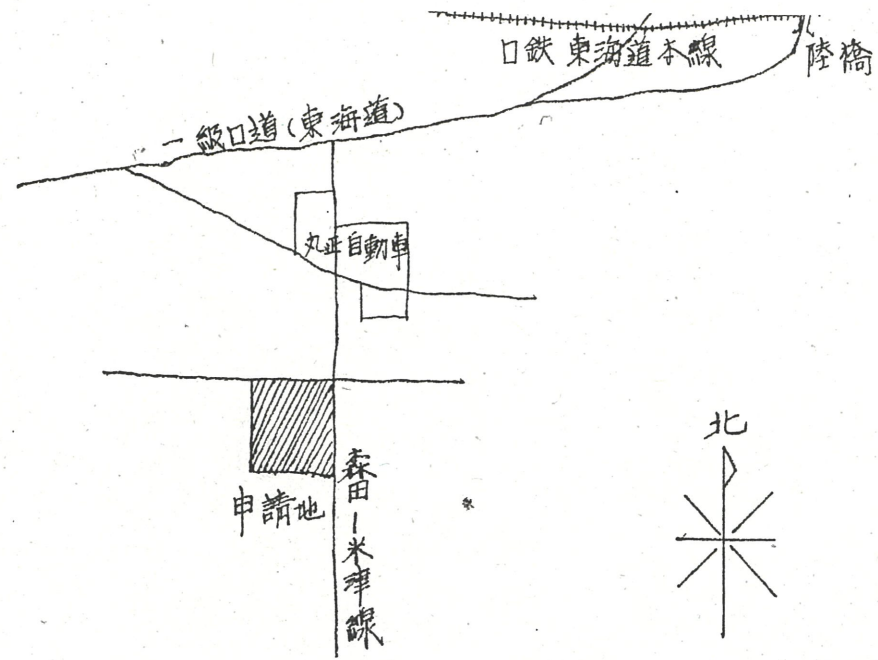 口鉄 東海道本線
陸橋
一級口道(東海道)
丸正自動車
北
申請地
森田ー米津線